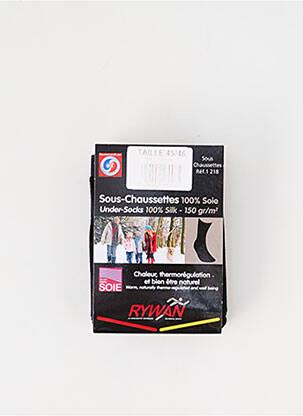 TAILLE 45/46
Sous
Chaussettes
Réf.1 218
Sous-Chaussettes 100% Soie
Under-Socks 100% Silk - 150 gr/m²
SOIE
Chaleur, thermorégulation
et bien être naturel
Warm, naturally thermo-regulated and well being
RYWAN